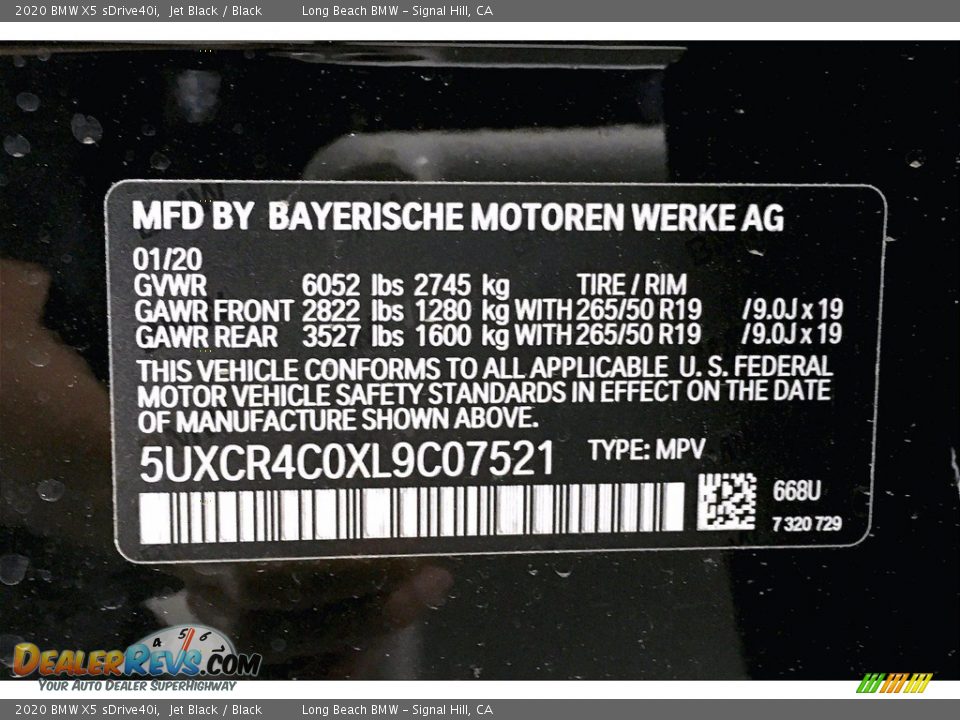 2020 BMW X5 sDrive40i, Jet Black / Black Long Beach BMW - Signal Hill, CA
MFD BY BAYERISCHE MOTOREN WERKE AG
01/20
GVWR 6052 lbs 2745 kg TIRE / RIM
GAWR FRONT 2822 lbs 1280 kg WITH 265/50 R19 /9.0J x 19
GAWR REAR 3527 lbs 1600 kg WITH 265/50 R19 /9.0J x 19
THIS VEHICLE CONFORMS TO ALL APPLICABLE U. S. FEDERAL
MOTOR VEHICLE SAFETY STANDARDS IN EFFECT ON THE DATE
OF MANUFACTURE SHOWN ABOVE.
5UXCR4C0XL9C07521 TYPE: MPV
668U
7 320 729
4 5 6
DEALERREVS.COM
YOUR AUTO DEALER SUPERHIGHWAY
2020 BMW X5 sDrive40i, Jet Black / Black Long Beach BMW - Signal Hill, CA